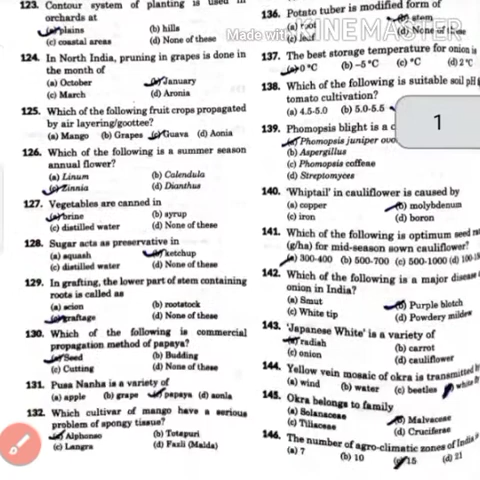 123. Contour system of planting is used in
orchards at
(a) plains (b) hills
(c) coastal areas (d) None of these
124. In North India, pruning in grapes is done in
the month of
(a) October (b) January
(c) March (d) Aronia
125. Which of the following fruit crops propagated
by air layering/goottee?
(a) Mango (b) Grapes (c) Guava (d) Aonia
126. Which of the following is a summer season
annual flower?
(a) Linum (b) Calendula
(c) Zinnia (d) Dianthus
127. Vegetables are canned in
(a) brine (b) syrup
(c) distilled water (d) None of these
128. Sugar acts as preservative in
(a) squash (b) ketchup
(c) distilled water (d) None of these
129. In grafting, the lower part of stem containing
roots is called as
(a) scion (b) rootstock
(c) graftage (d) None of these
130. Which of the following is commercial
propagation method of papaya?
(a) Seed (b) Budding
(c) Cutting (d) None of these
131. Pusa Nanha is a variety of
(a) apple (b) grape (c) papaya (d) aonla
132. Which cultivar of mango have a serious
problem of spongy tissue?
(a) Alphonso (b) Totapuri
(c) Langra (d) Fazli (Malda)
136. Potato tuber is modified form of
(a) root (b) stem
(c) leaf (d) None of these
Made with KINEMASTER
137. The best storage temperature for onion is
(a) 0°C (b) –5°C (c) °C (d) 2°C
138. Which of the following is suitable soil pH
tomato cultivation?
(a) 4.5-5.0 (b) 5.0-5.5
1
139. Phomopsis blight is a c
(a) Phomopsis juniper ovo
(b) Aspergillus
(c) Phomopsis coffeae
(d) Streptomyces
140. 'Whiptail' in cauliflower is caused by
(a) copper (b) molybdenum
(c) iron (d) boron
141. Which of the following is optimum seed
(g/ha) for mid-season sown cauliflower?
(a) 300-400 (b) 500-700 (c) 500-1000 (d)
142. Which of the following is a major disease
onion in India?
(a) Smut (b) Purple blotch
(c) White tip (d) Powdery mildew
143. 'Japanese White' is a variety of
(a) radish (b) carrot
(c) onion (d) cauliflower
144. Yellow vein mosaic of okra is transmitted by
(a) wind (b) water (c) beetles white
145. Okra belongs to family
(a) Solanaceae (b) Malvaceae
(c) Tiliaceae (d) Cruciferae
146. The number of agro-climatic zones of India
(a) 7 (b) 10 (c) 15 (d) 21